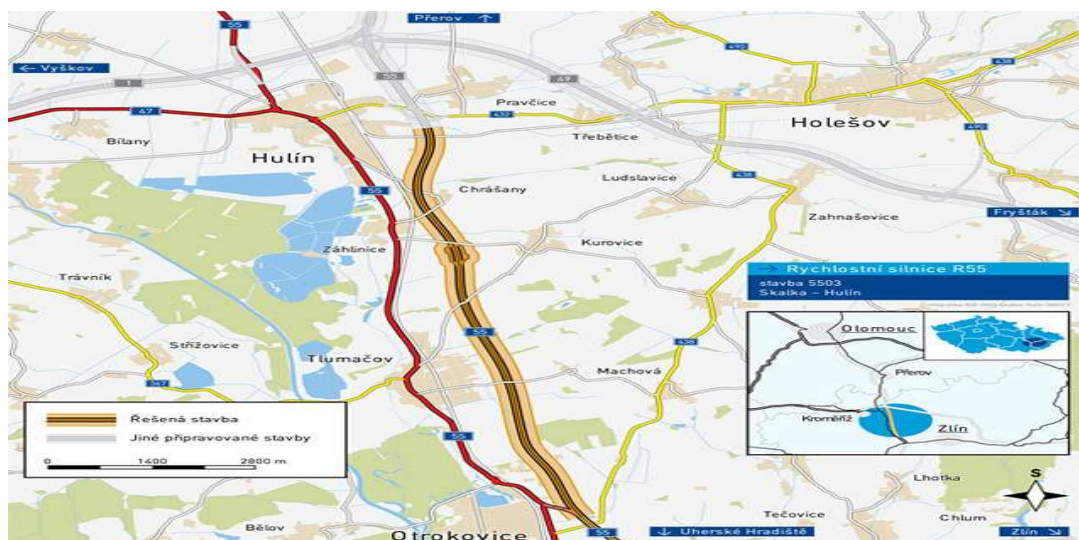 55
Přerov ↑
490
← Vyškov
1
55
49
438
47
Pravčice
432
Holešov
490
Bílany
Třebětice
Hulín
Ludslavice
438
55
Chrášťany
Fryšták ↘
Zahnašovice
Záhlinice
Kurovice
→ Rychlostní silnice R55
stavba 5503
Skalka – Hulín
Trávník
Olomouc
55
Střížovice
438
Tlumačov
Přerov
367
Machová
Kroměříž
Zlín
Řešená stavba
Jiné připravované stavby
55
0 1400 2800 m
Lhotka
S
Tečovice
Chlum
Bělov
Otrokovice
55
↓ Uherské Hradiště
Zlín ↘